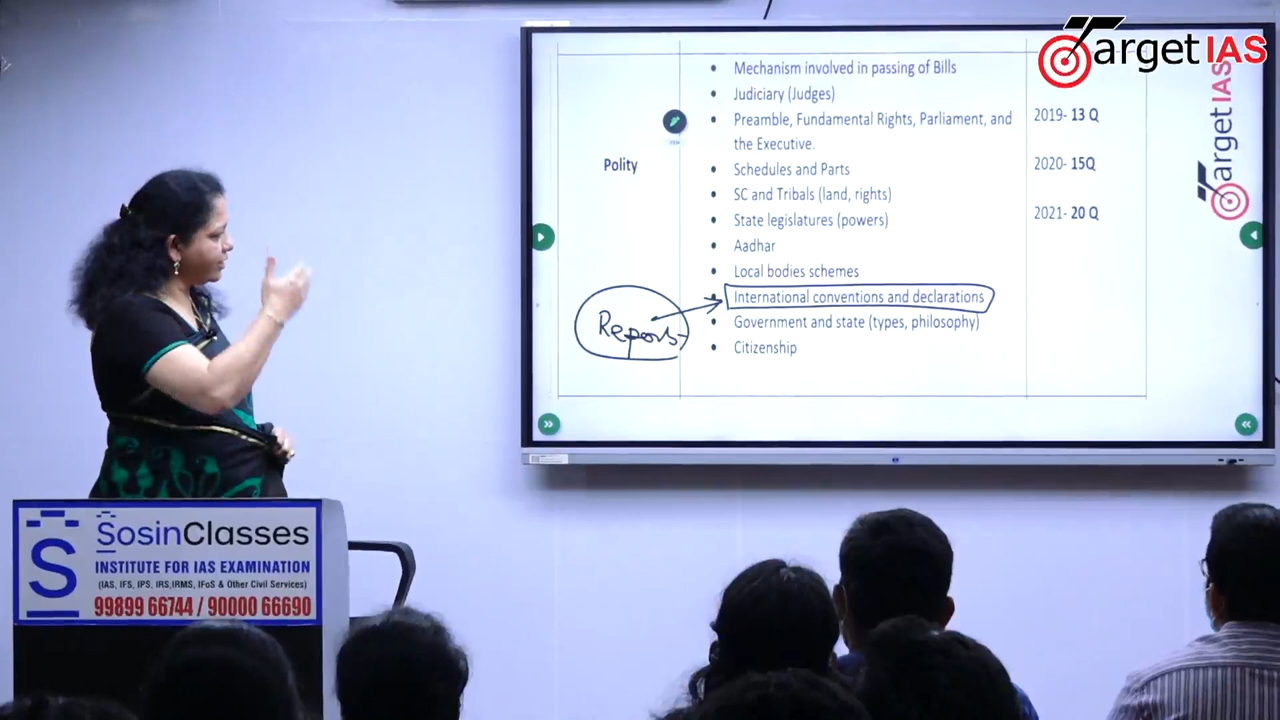 Target IAS
Mechanism involved in passing of Bills
Judiciary (Judges)
Preamble, Fundamental Rights, Parliament, and
the Executive.
2019- 13 Q
Polity
Schedules and Parts
2020- 15Q
SC and Tribals (land, rights)
State legislatures (powers)
2021- 20 Q
Aadhar
Local bodies schemes
International conventions and declarations
Reports
Government and state (types, philosophy)
Citizenship
Target IAS
S
SosinClasses
INSTITUTE FOR IAS EXAMINATION
(IAS, IFS, IPS, IRS,IRMS, IFoS & Other Civil Services)
99899 66744 / 90000 66690